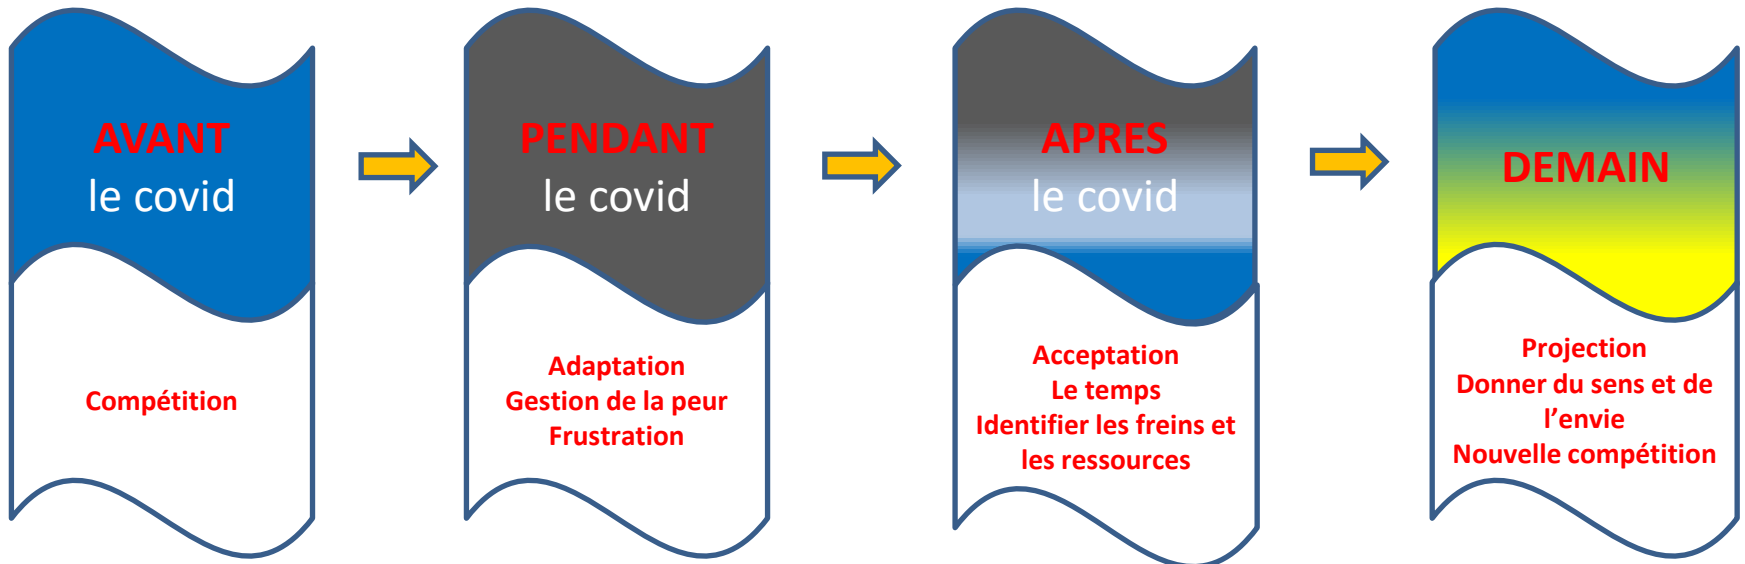 AVANT
le covid
Compétition
PENDANT
le covid
Adaptation
Gestion de la peur
Frustration
APRES
le covid
Acceptation
Le temps
Identifier les freins et
les ressources
DEMAIN
Projection
Donner du sens et de
l’envie
Nouvelle compétition